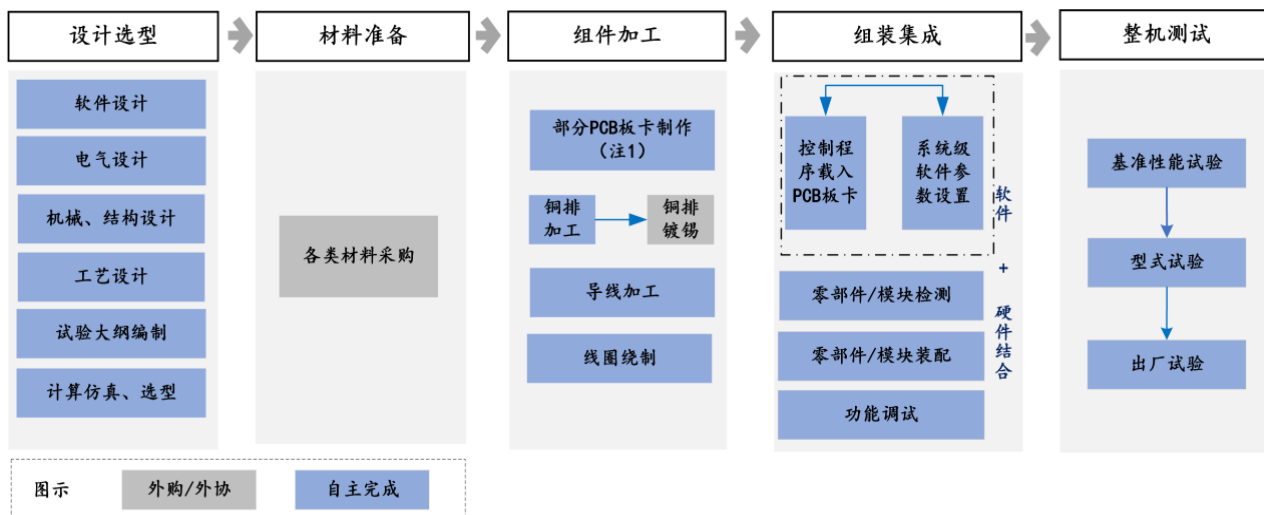 设计选型
材料准备
组件加工
组装集成
整机测试
软件设计
电气设计
机械、结构设计
工艺设计
试验大纲编制
计算仿真、选型
各类材料采购
部分PCB板卡制作
（注1）
铜排
加工
铜排
镀锡
导线加工
线圈绕制
控制程
序载入
PCB板卡
系统级
软件参
数设置
软件
+
硬件结合
零部件/模块检测
零部件/模块装配
功能调试
基准性能试验
型式试验
出厂试验
图示
外购/外协
自主完成